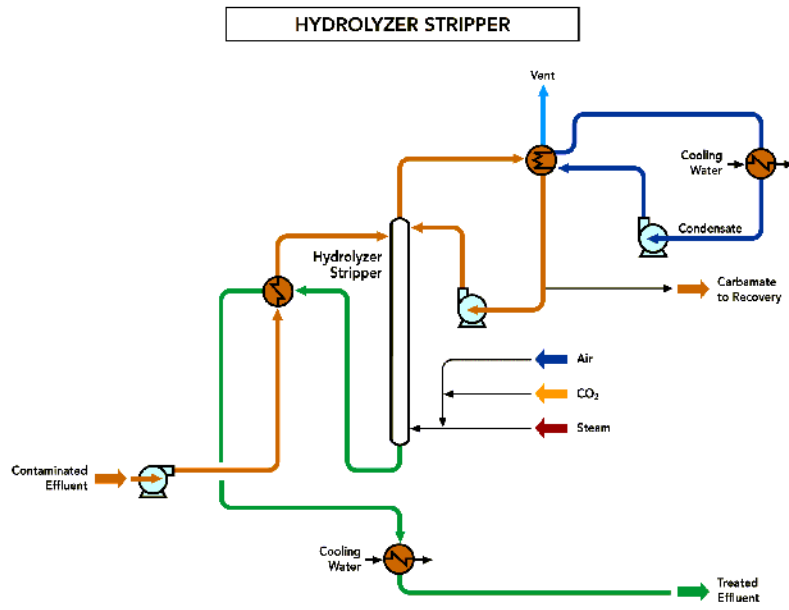 HYDROLYZER STRIPPER
Vent
Cooling
Water
Condensate
Hydrolyzer
Stripper
Carbamate
to Recovery
Air
CO₂
Steam
Contaminated
Effluent
Cooling
Water
Treated
Effluent